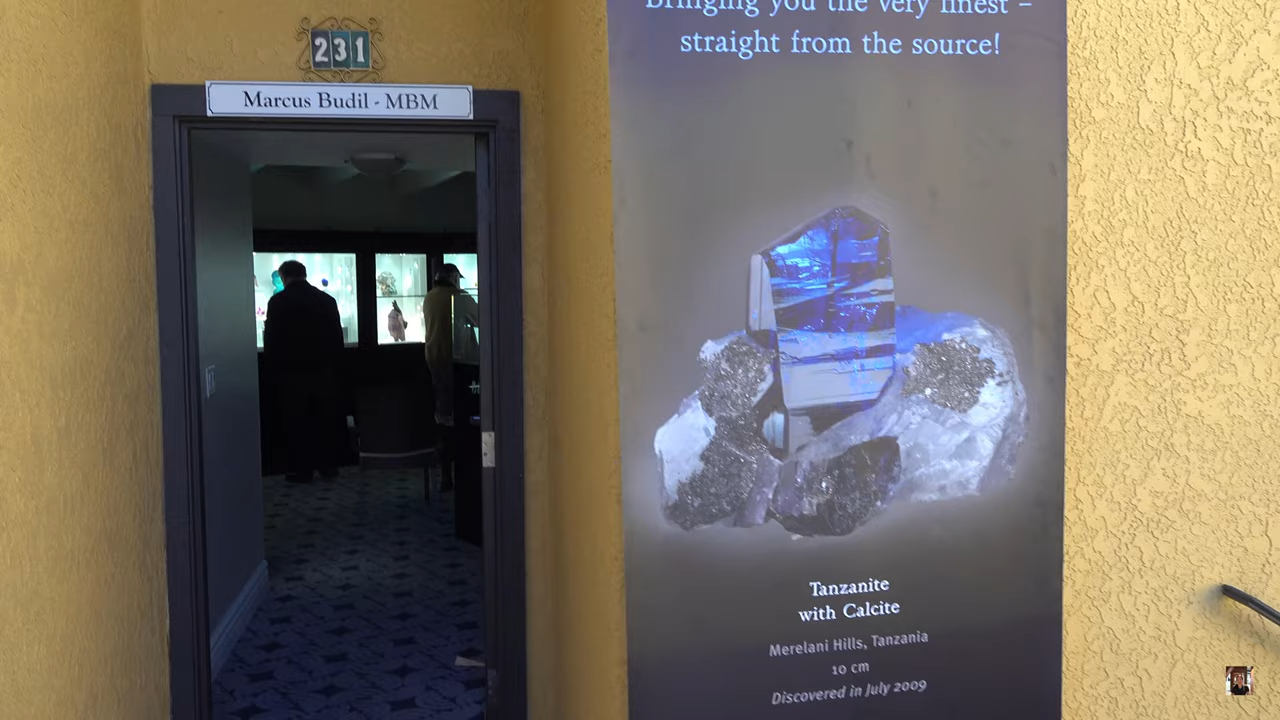 231
Marcus Budil - MBM
Bringing you the very finest –
straight from the source!
Tanzanite
with Calcite
Merelani Hills, Tanzania
10 cm
Discovered in July 2009